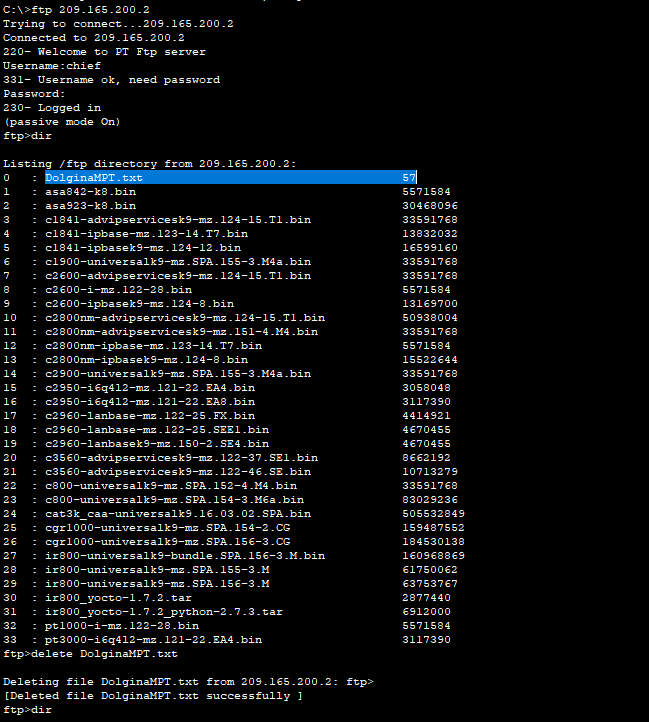 C:\>ftp 209.165.200.2
Trying to connect...209.165.200.2
Connected to 209.165.200.2
220- Welcome to PT Ftp server
Username:chief
331- Username ok, need password
Password:
230- Logged in
(passive mode On)
ftp>dir
Listing /ftp directory from 209.165.200.2:
0   : DolginaMPT.txt                                     57
1   : asa842-k8.bin                                      5571584
2   : asa923-k8.bin                                      30468096
3   : c1841-advipservicesk9-mz.124-15.T1.bin             33591768
4   : c1841-ipbase-mz.123-14.T7.bin                      13832032
5   : c1841-ipbasek9-mz.124-12.bin                       16599160
6   : c1900-universalk9-mz.SPA.155-3.M4a.bin             33591768
7   : c2600-advipservicesk9-mz.124-15.T1.bin             33591768
8   : c2600-i-mz.122-28.bin                              5571584
9   : c2600-ipbasek9-mz.124-8.bin                        13169700
10  : c2800nm-advipservicesk9-mz.124-15.T1.bin           50938004
11  : c2800nm-advipservicesk9-mz.151-4.M4.bin            33591768
12  : c2800nm-ipbase-mz.123-14.T7.bin                    5571584
13  : c2800nm-ipbasek9-mz.124-8.bin                      15522644
14  : c2900-universalk9-mz.SPA.155-3.M4a.bin             33591768
15  : c2950-i6q4l2-mz.121-22.EA4.bin                     3058048
16  : c2950-i6q4l2-mz.121-22.EA8.bin                     3117390
17  : c2960-lanbase-mz.122-25.FX.bin                     4414921
18  : c2960-lanbase-mz.122-25.SEE1.bin                   4670455
19  : c2960-lanbasek9-mz.150-2.SE4.bin                   4670455
20  : c3560-advipservicesk9-mz.122-37.SE1.bin            8662192
21  : c3560-advipservicesk9-mz.122-46.SE.bin             10713279
22  : c800-universalk9-mz.SPA.152-4.M4.bin               33591768
23  : c800-universalk9-mz.SPA.154-3.M6a.bin              83029236
24  : cat3k_caa-universalk9.16.03.02.SPA.bin             505532849
25  : cgr1000-universalk9-mz.SPA.154-2.CG                159487552
26  : cgr1000-universalk9-mz.SPA.156-3.CG                184530138
27  : ir800-universalk9-bundle.SPA.156-3.M.bin           160968869
28  : ir800-universalk9-mz.SPA.155-3.M                   61750062
29  : ir800-universalk9-mz.SPA.156-3.M                   63753767
30  : ir800_yocto-1.7.2.tar                              2877440
31  : ir800_yocto-1.7.2_python-2.7.3.tar                 6912000
32  : pt1000-i-mz.122-28.bin                             5571584
33  : pt3000-i6q4l2-mz.121-22.EA4.bin                    3117390
ftp>delete DolginaMPT.txt
Deleting file DolginaMPT.txt from 209.165.200.2: ftp>
[Deleted file DolginaMPT.txt successfully ]
ftp>dir